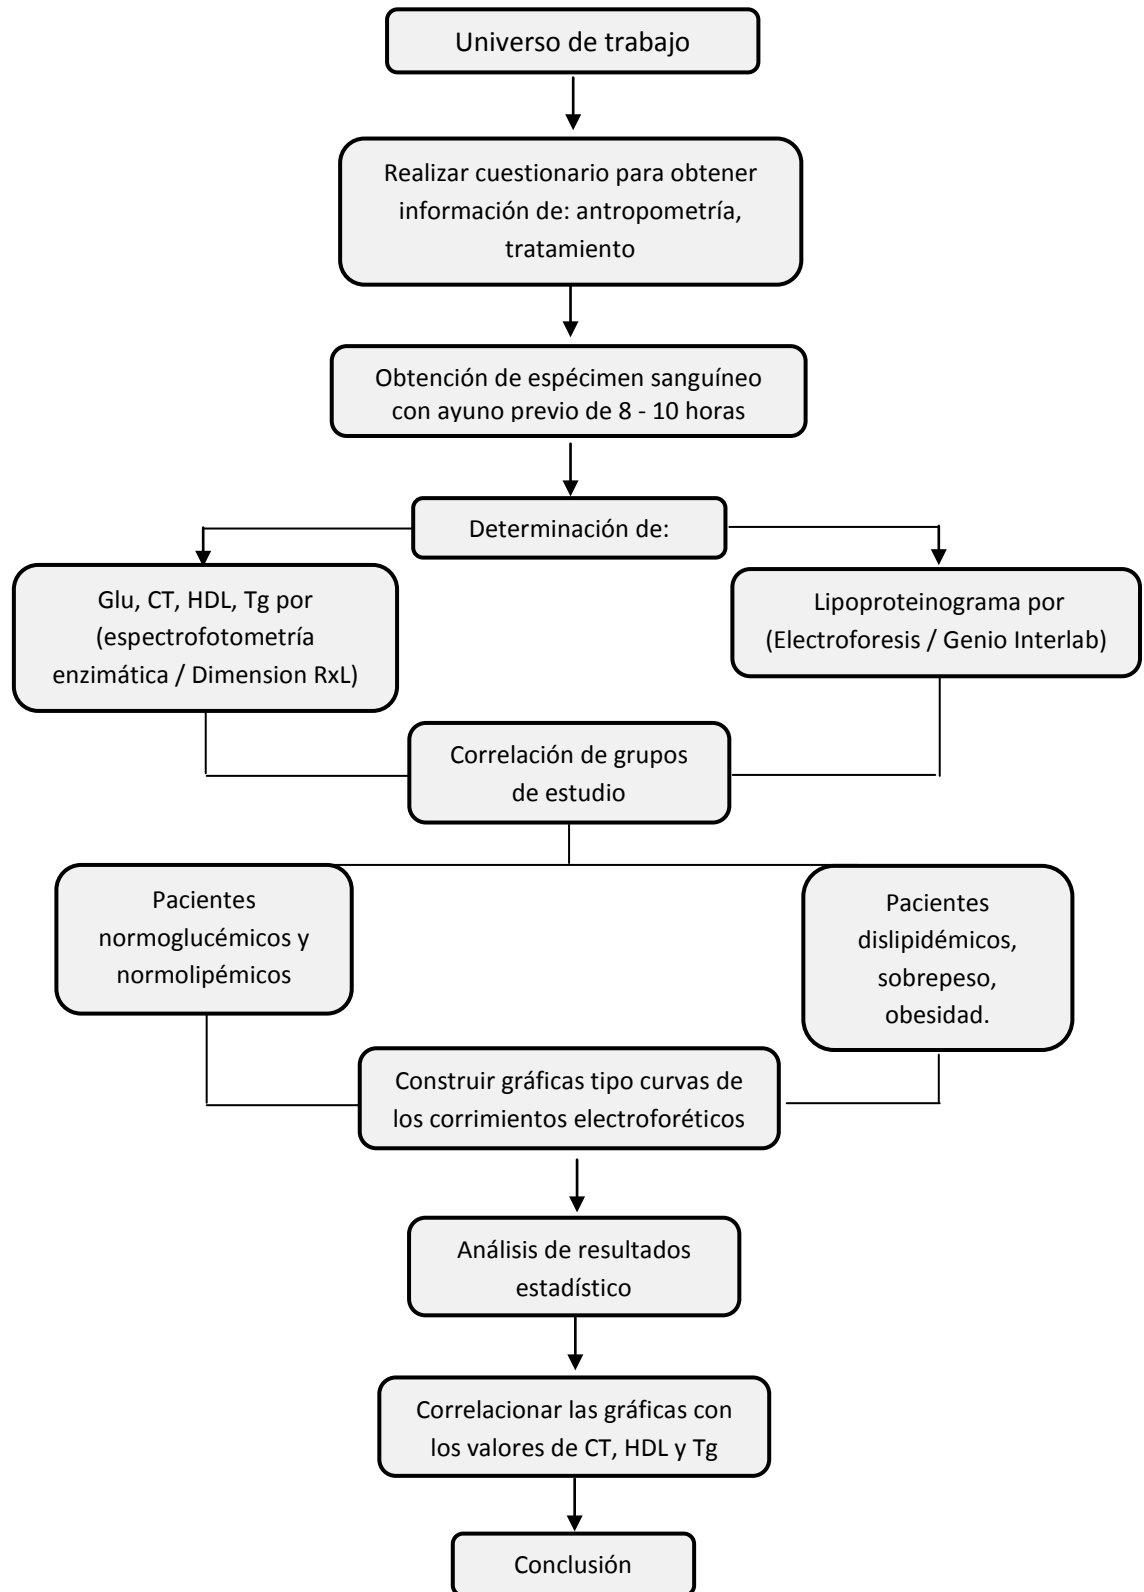 Universo de trabajo
Realizar cuestionario para obtener
información de: antropometría,
tratamiento
Obtención de espécimen sanguíneo
con ayuno previo de 8 - 10 horas
Determinación de:
Glu, CT, HDL, Tg por
(espectrofotometría
enzimática / Dimension RxL)
Lipoproteinograma por
(Electroforesis / Genio Interlab)
Correlación de grupos
de estudio
Pacientes
normoglucémicos y
normolipémicos
Pacientes
dislipidémicos,
sobrepeso,
obesidad.
Construir gráficas tipo curvas de
los corrimientos electroforéticos
Análisis de resultados
estadístico
Correlacionar las gráficas con
los valores de CT, HDL y Tg
Conclusión